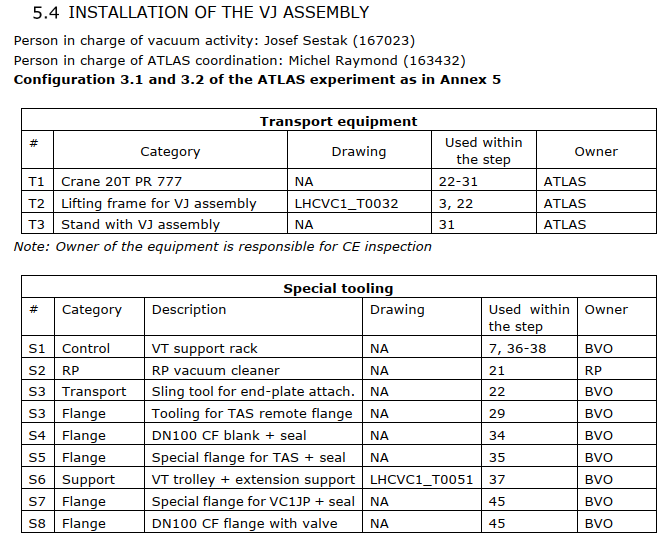 5.4 INSTALLATION OF THE VJ ASSEMBLY
Person in charge of vacuum activity: Josef Sestak (167023)
Person in charge of ATLAS coordination: Michel Raymond (163432)
Configuration 3.1 and 3.2 of the ATLAS experiment as in Annex 5
Transport equipment
# Category Drawing Used within the step Owner
T1 Crane 20T PR 777 NA 22-31 ATLAS
T2 Lifting frame for VJ assembly LHCVC1_T0032 3, 22 ATLAS
T3 Stand with VJ assembly NA 31 ATLAS
Note: Owner of the equipment is responsible for CE inspection
Special tooling
# Category Description Drawing Used within the step Owner
S1 Control VT support rack NA 7, 36-38 BVO
S2 RP RP vacuum cleaner NA 21 RP
S3 Transport Sling tool for end-plate attach. NA 22 BVO
S3 Flange Tooling for TAS remote flange NA 29 BVO
S4 Flange DN100 CF blank + seal NA 34 BVO
S5 Flange Special flange for TAS + seal NA 35 BVO
S6 Support VT trolley + extension support LHCVC1_T0051 37 BVO
S7 Flange Special flange for VC1JP + seal NA 45 BVO
S8 Flange DN100 CF flange with valve NA 45 BVO